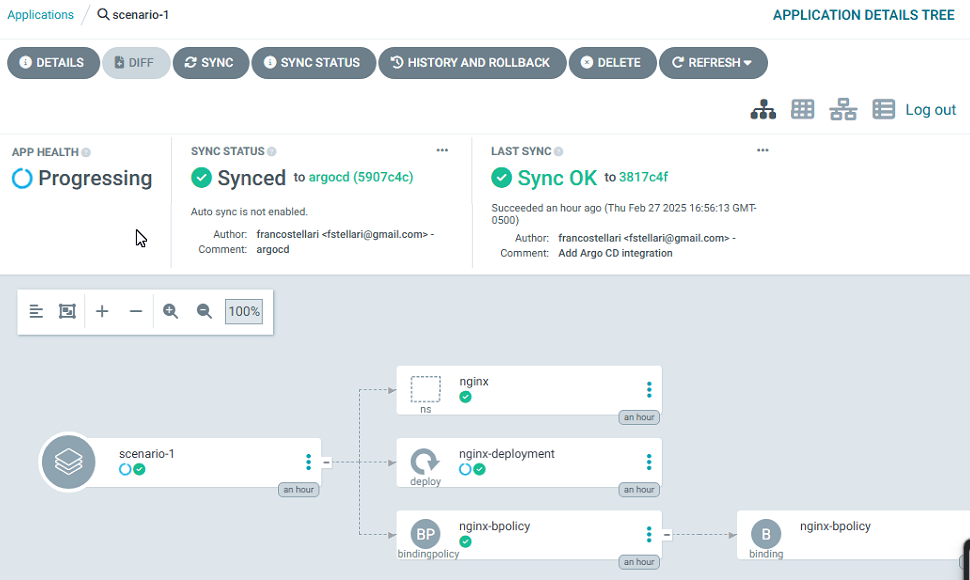 Applications / scenario-1
APPLICATION DETAILS TREE
DETAILS DIFF SYNC SYNC STATUS HISTORY AND ROLLBACK DELETE REFRESH
Log out
APP HEALTH
Progressing
SYNC STATUS
Synced to argocd (5907c4c)
Auto sync is not enabled.
Author: francostellari <fstellari@gmail.com> -
Comment: argocd
LAST SYNC
Sync OK to 3817c4f
Succeeded an hour ago (Thu Feb 27 2025 16:56:13 GMT-
0500)
Author: francostellari <fstellari@gmail.com> -
Comment: Add Argo CD integration
100%
nginx
ns
an hour
scenario-1
an hour
nginx-deployment
deploy
an hour
BP
nginx-bpolicy
bindingpolicy
an hour
B
nginx-bpolicy
binding